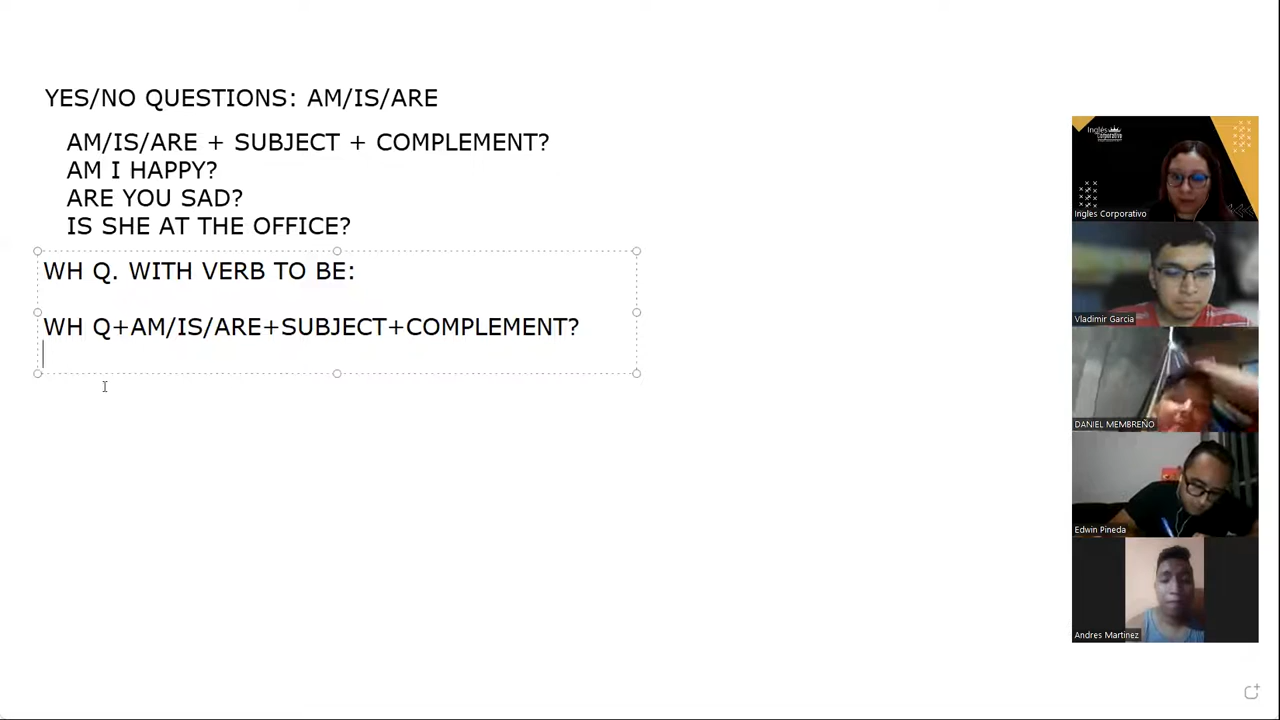 YES/NO QUESTIONS: AM/IS/ARE
AM/IS/ARE + SUBJECT + COMPLEMENT?
AM I HAPPY?
ARE YOU SAD?
IS SHE AT THE OFFICE?
WH Q. WITH VERB TO BE:
WH Q+AM/IS/ARE+SUBJECT+COMPLEMENT?
Inglés
Corporativo
Ingles Corporativo
Vladimir Garcia
DANIEL MEMBREÑO
Edwin Pineda
Andres Martinez